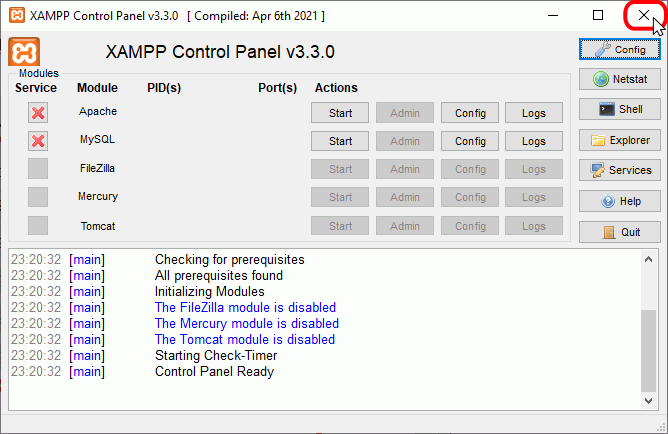 XAMPP Control Panel v3.3.0 [ Compiled: Apr 6th 2021 ]
XAMPP Control Panel v3.3.0
Config
Modules
Service Module PID(s) Port(s) Actions
Netstat
Apache Start Admin Config Logs
Shell
MySQL Start Admin Config Logs
Explorer
FileZilla Start Admin Config Logs
Services
Mercury Start Admin Config Logs
Help
Tomcat Start Admin Config Logs
Quit
23:20:32 [main] Checking for prerequisites
23:20:32 [main] All prerequisites found
23:20:32 [main] Initializing Modules
23:20:32 [main] The FileZilla module is disabled
23:20:32 [main] The Mercury module is disabled
23:20:32 [main] The Tomcat module is disabled
23:20:32 [main] Starting Check-Timer
23:20:32 [main] Control Panel Ready